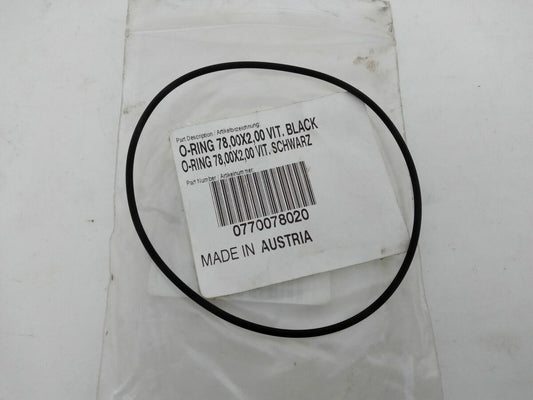 Part Description / Artikelbezeichnung:
O-RING 78,00X2,00 VIT. BLACK
O-RING 78,00X2,00 VIT. SCHWARZ
Part Number / Artikelnummer:
0770078020
MADE IN AUSTRIA